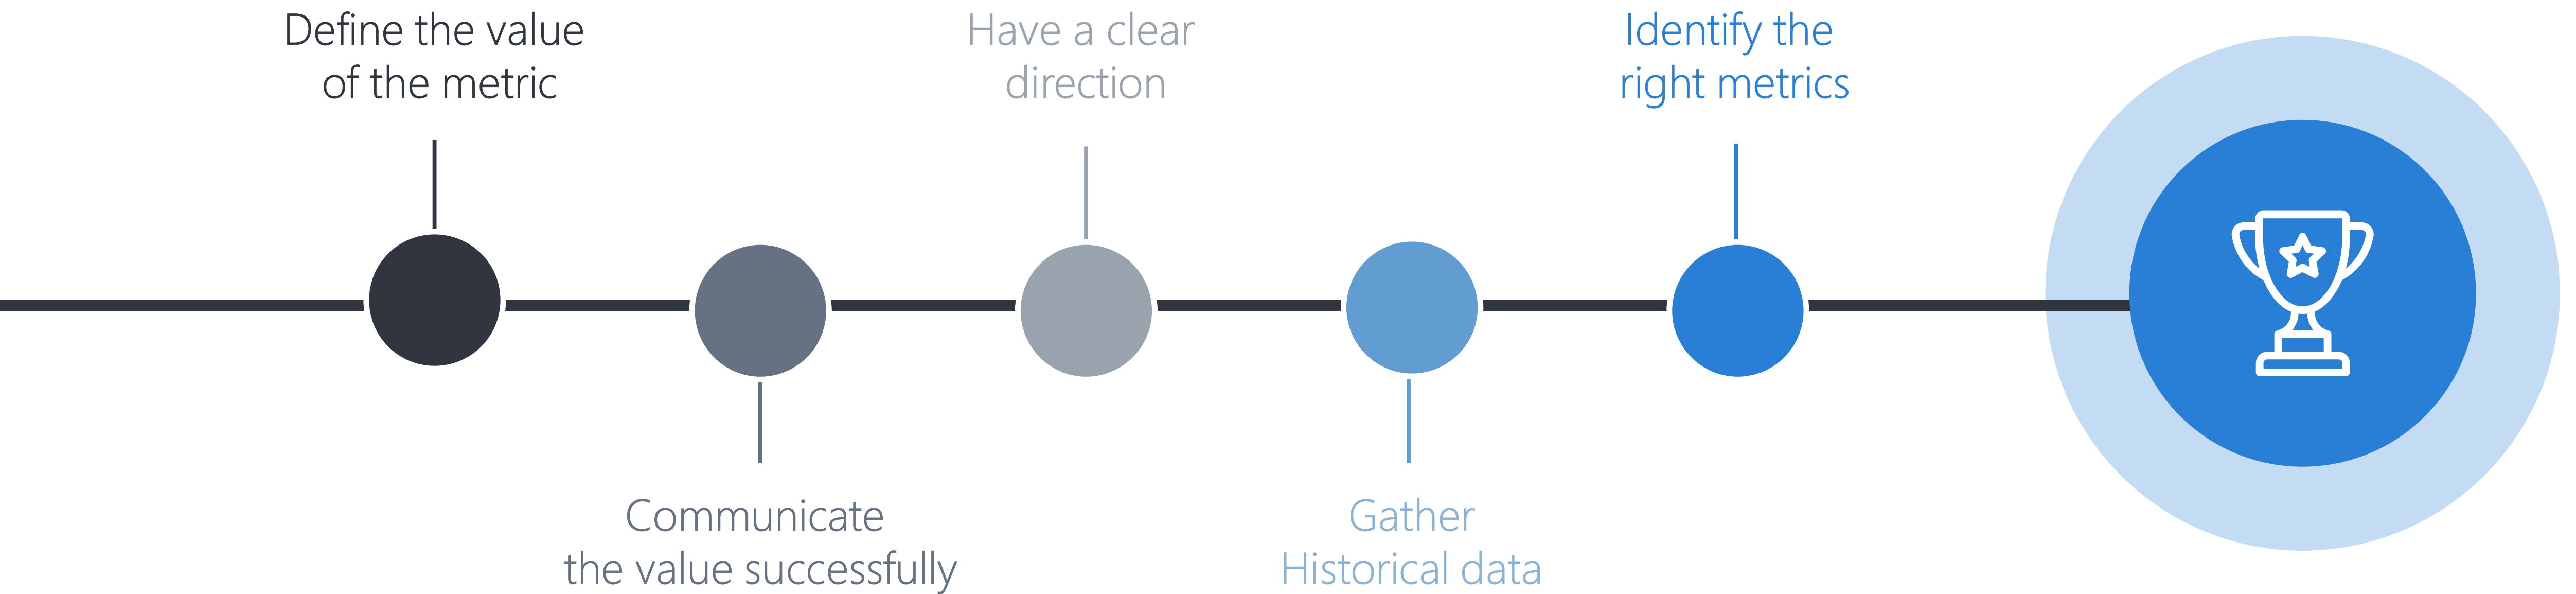 Define the value
of the metric
Communicate
the value successfully
Have a clear
direction
Gather
Historical data
Identify the
right metrics